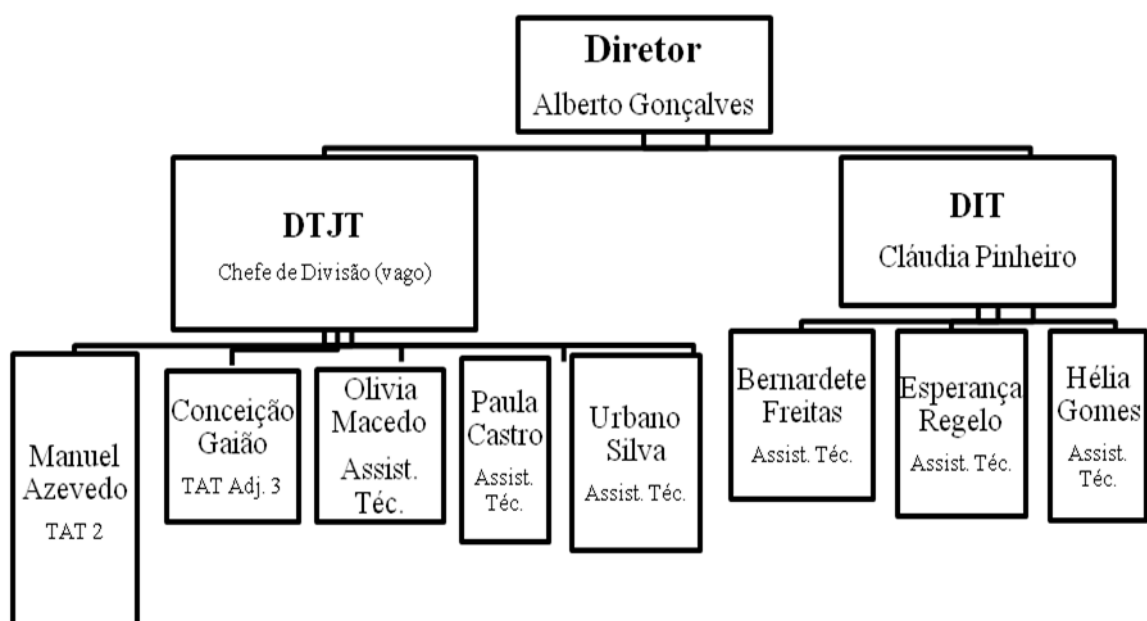 Diretor
Alberto Gonçalves
DTJT
Chefe de Divisão (vago)
DIT
Cláudia Pinheiro
Manuel
Azevedo
TAT 2
Conceição
Gaião
TAT Adj. 3
Olivia
Macedo
Assist.
Téc.
Paula
Castro
Assist.
Téc.
Urbano
Silva
Assist. Téc.
Bernardete
Freitas
Assist. Téc.
Esperança
Regelo
Assist. Téc.
Hélia
Gomes
Assist.
Téc.